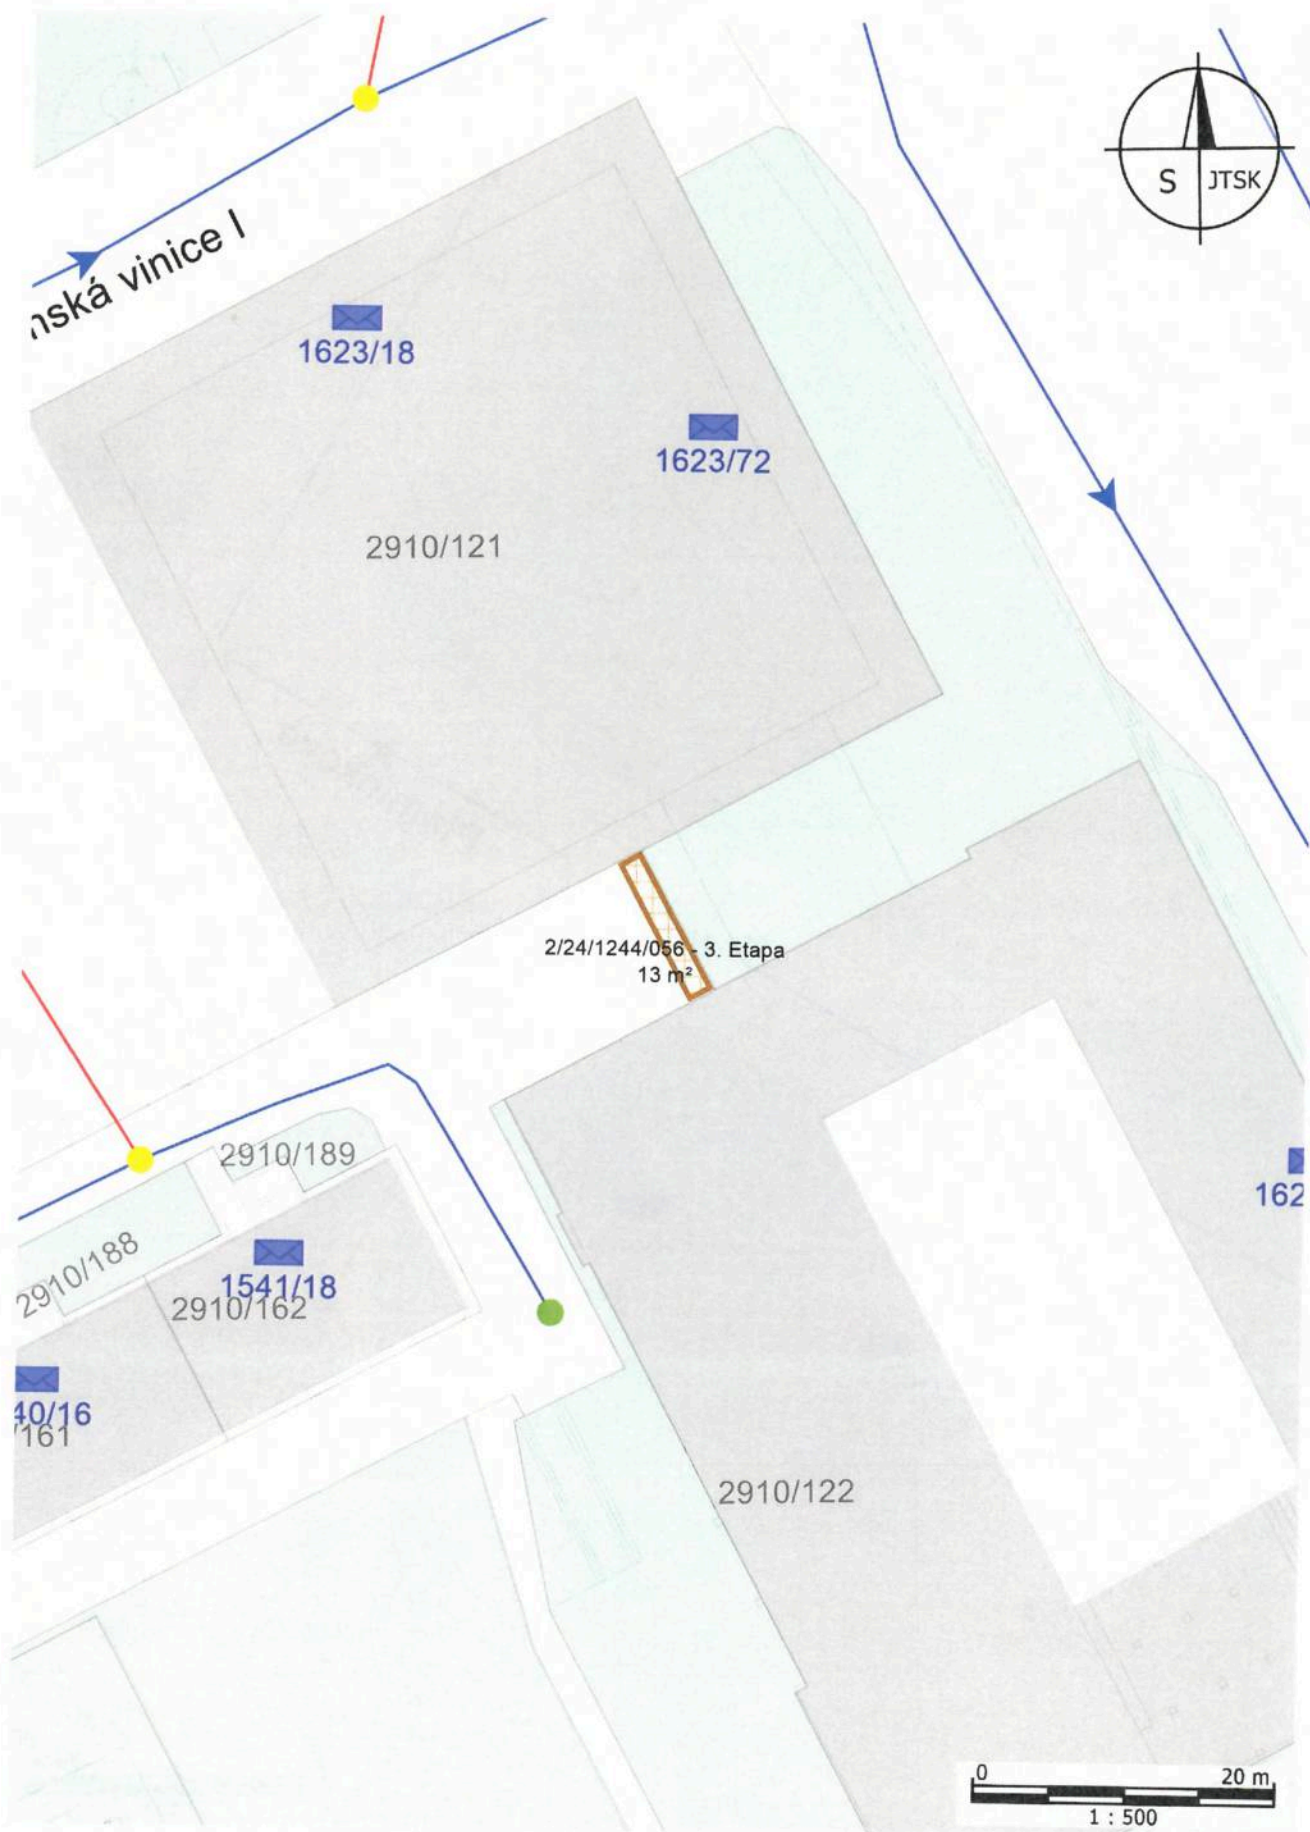 S JTSK
nská vinice I
1623/18
1623/72
2910/121
2/24/1244/056 - 3. Etapa
13 m²
2910/189
2910/188
1541/18
2910/162
162
40/16
/161
2910/122
0 20 m
1 : 500